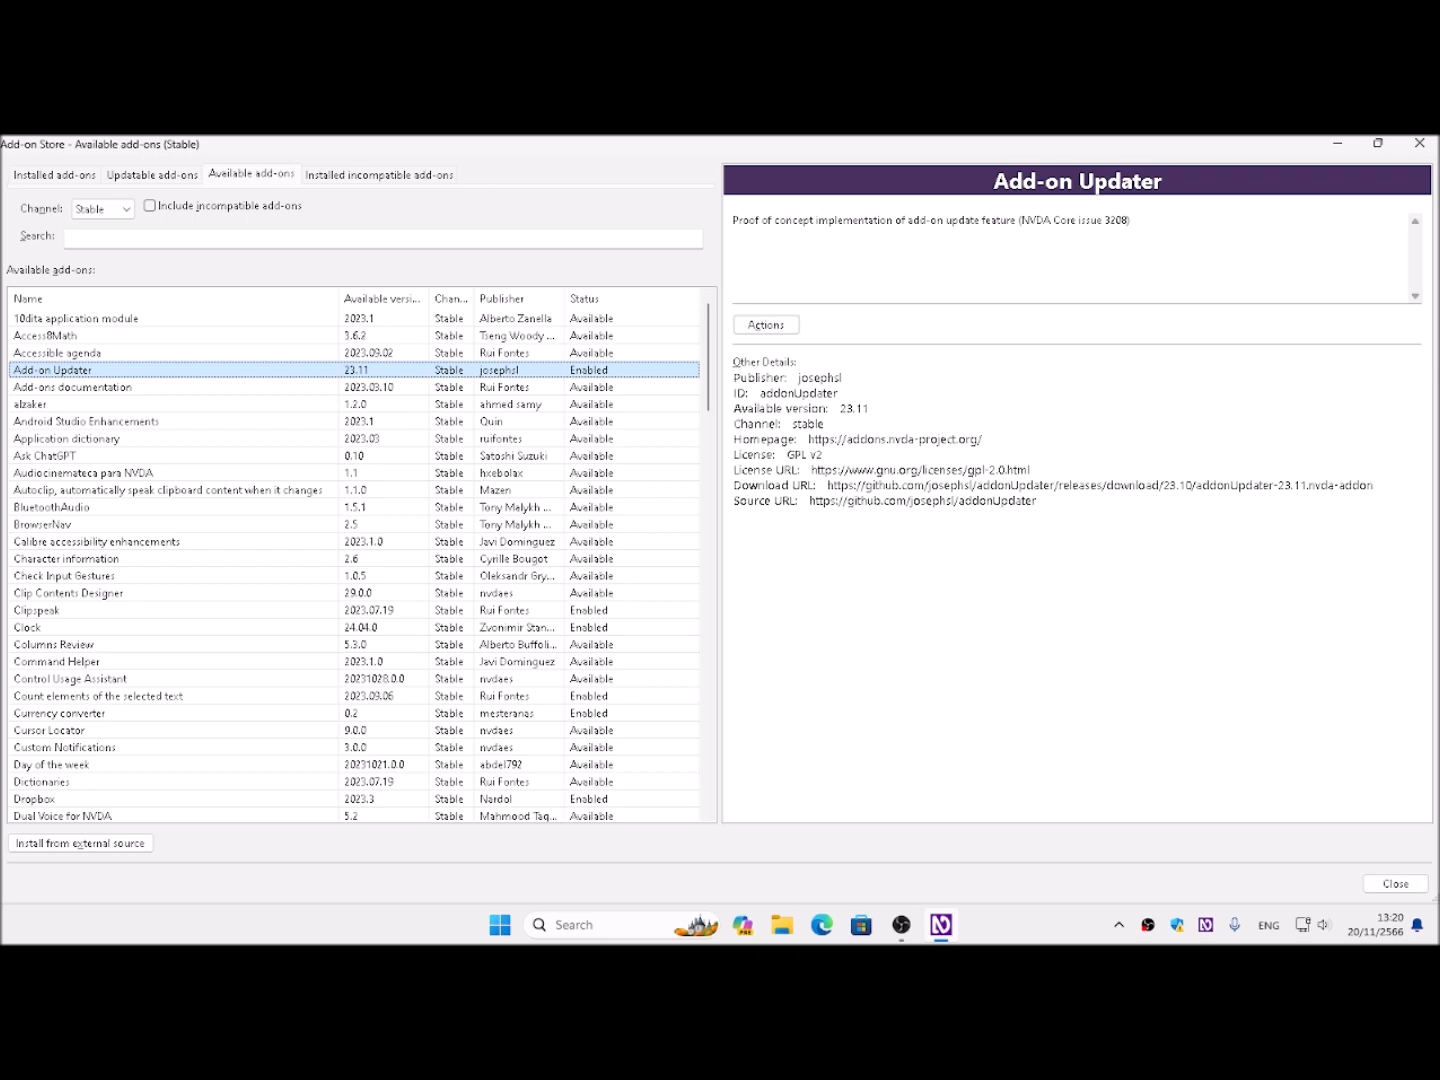 Add-on Store - Available add-ons (Stable)
Installed add-ons Updatable add-ons Available add-ons Installed incompatible add-ons
Channel: Stable Include incompatible add-ons
Search:
Available add-ons:
Name Available versi... Chan... Publisher Status
10dita application module 2023.1 Stable Alberto Zanella Available
Access8Math 3.6.2 Stable Tseng Woody ... Available
Accessible agenda 2023.09.02 Stable Rui Fontes Available
Add-on Updater 23.11 Stable josephsl Enabled
Add-ons documentation 2023.03.10 Stable Rui Fontes Available
alzaker 1.2.0 Stable ahmed samy Available
Android Studio Enhancements 2023.1 Stable Quin Available
Application dictionary 2023.03 Stable ruifontes Available
Ask ChatGPT 0.10 Stable Satoshi Suzuki Available
Audiocinemateca para NVDA 1.1 Stable hxebolax Available
Autoclip, automatically speak clipboard content when it changes 1.1.0 Stable Mazen Available
BluetoothAudio 1.5.1 Stable Tony Malykh ... Available
BrowserNav 2.5 Stable Tony Malykh ... Available
Calibre accessibility enhancements 2023.1.0 Stable Javi Dominguez Available
Character information 2.6 Stable Cyrille Bougot Available
Check Input Gestures 1.0.5 Stable Oleksandr Gry... Available
Clip Contents Designer 29.0.0 Stable nvdaes Available
Clipspeak 2023.07.19 Stable Rui Fontes Enabled
Clock 24.04.0 Stable Zvonimir Stan... Enabled
Columns Review 5.3.0 Stable Alberto Buffoli... Available
Command Helper 2023.1.0 Stable Javi Dominguez Available
Control Usage Assistant 20231028.0.0 Stable nvdaes Available
Count elements of the selected text 2023.09.06 Stable Rui Fontes Enabled
Currency converter 0.2 Stable mesteranas Enabled
Cursor Locator 9.0.0 Stable nvdaes Available
Custom Notifications 3.0.0 Stable nvdaes Available
Day of the week 20231021.0.0 Stable abdel792 Available
Dictionaries 2023.07.19 Stable Rui Fontes Available
Dropbox 2023.3 Stable Nardol Enabled
Dual Voice for NVDA 5.2 Stable Mahmood Taq... Available
Install from external source
Add-on Updater
Proof of concept implementation of add-on update feature (NVDA Core issue 3208)
Actions
Other Details:
Publisher: josephsl
ID: addonUpdater
Available version: 23.11
Channel: stable
Homepage: https://addons.nvda-project.org/
License: GPL v2
License URL: https://www.gnu.org/licenses/gpl-2.0.html
Download URL: https://github.com/josephsl/addonUpdater/releases/download/23.10/addonUpdater-23.11.nvda-addon
Source URL: https://github.com/josephsl/addonUpdater
Close
Search
ENG
13:20
20/11/2566